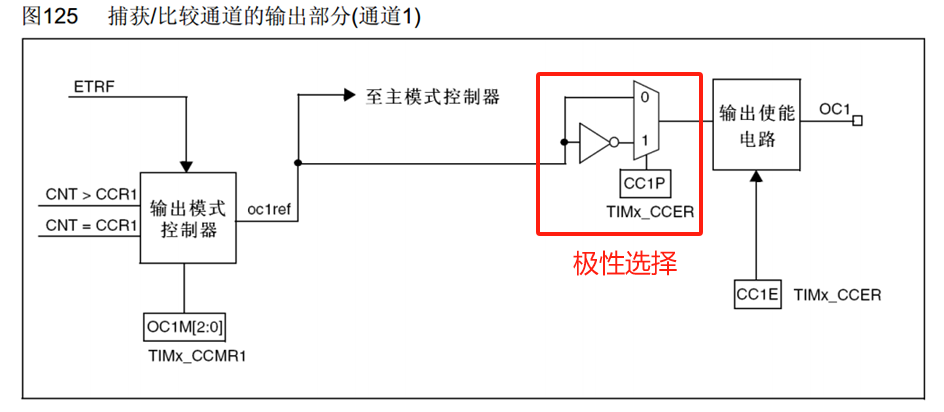 图125 捕获/比较通道的输出部分(通道1)
ETRF
至主模式控制器
0
1
输出使能
电路
OC1
CNT > CCR1
CNT = CCR1
输出模式
控制器
oc1ref
CC1P
TIMx_CCER
极性选择
CC1E
TIMx_CCER
OC1M[2:0]
TIMx_CCMR1